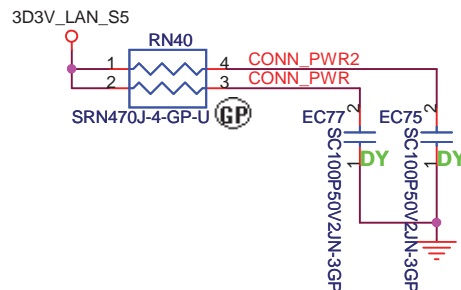 3D3V_LAN_S5
RN40
1
4
CONN_PWR2
2
3
CONN_PWR
SRN470J-4-GP-U
GP
EC77
2
EC75
2
SC100P50V2JN-3GP
SC100P50V2JN-3GP
1
DY
1
DY